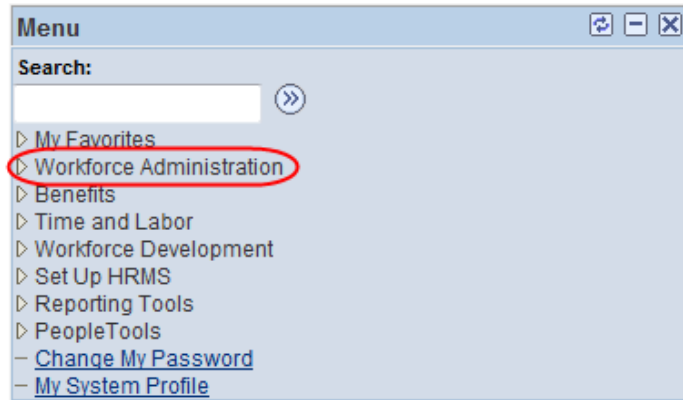 Menu
Search:
My Favorites
Workforce Administration
Benefits
Time and Labor
Workforce Development
Set Up HRMS
Reporting Tools
PeopleTools
Change My Password
My System Profile